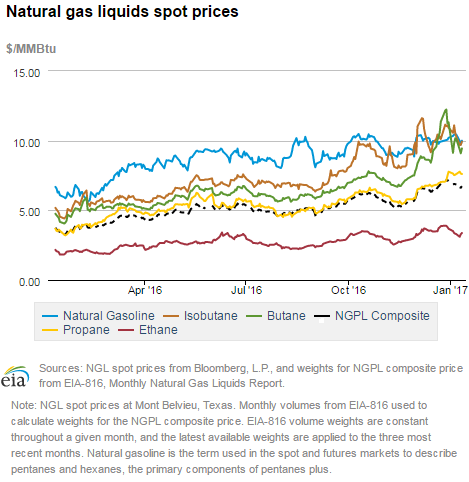 Natural gas liquids spot prices
$/MMBtu
15.00
10.00
5.00
0.00
Apr '16 Jul '16 Oct '16 Jan '17
Natural Gasoline Isobutane Butane NGPL Composite
Propane Ethane
eia
Sources: NGL spot prices from Bloomberg, L.P., and weights for NGPL composite price
from EIA-816, Monthly Natural Gas Liquids Report.
Note: NGL spot prices at Mont Belvieu, Texas. Monthly volumes from EIA-816 used to
calculate weights for the NGPL composite price. EIA-816 volume weights are constant
throughout a given month, and the latest available weights are applied to the three most
recent months. Natural gasoline is the term used in the spot and futures markets to describe
pentanes and hexanes, the primary components of pentanes plus.